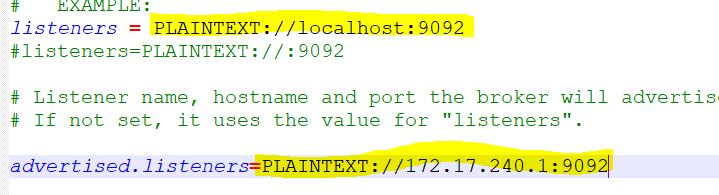 #   EXAMPLE:
listeners = PLAINTEXT://localhost:9092
#listeners=PLAINTEXT://:9092
# Listener name, hostname and port the broker will advertis
# If not set, it uses the value for "listeners".
advertised.listeners=PLAINTEXT://172.17.240.1:9092